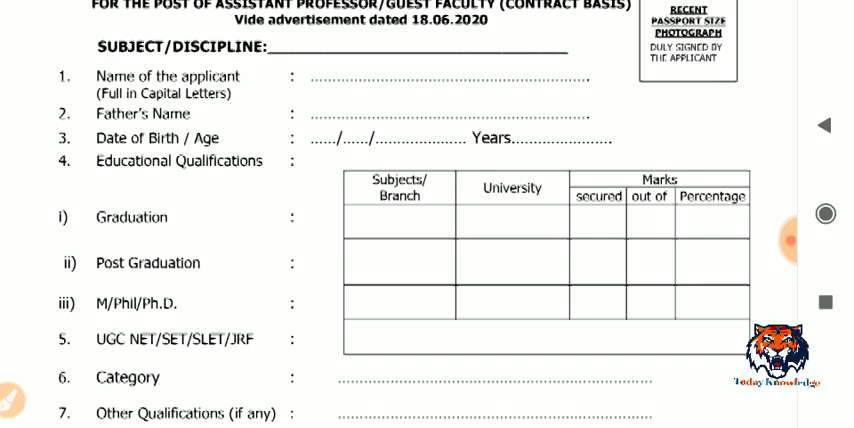 FOR THE POST OF ASSISTANT PROFESSOR/GUEST FACULTY (CONTRACT BASIS)
Vide advertisement dated 18.06.2020
RECENT
PASSPORT SIZE
PHOTOGRAPH
DULY SIGNED BY
THE APPLICANT
SUBJECT/DISCIPLINE:______________________________
1. Name of the applicant : ................................................................
(Full in Capital Letters)
2. Father's Name : ................................................................
3. Date of Birth / Age : ....../....../..................... Years.......................
4. Educational Qualifications :
Subjects/ Branch University Marks
secured out of Percentage
i) Graduation :
ii) Post Graduation :
iii) M/Phil/Ph.D. :
5. UGC NET/SET/SLET/JRF :
6. Category : ........................................................................
7. Other Qualifications (if any) : ........................................................................
Today Knowledge